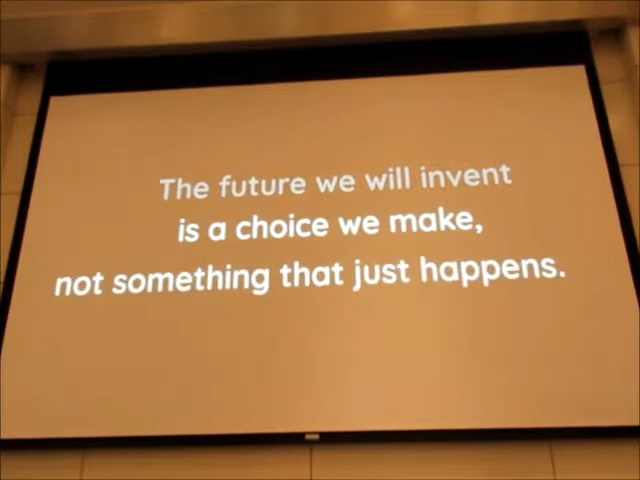 The future we will invent
is a choice we make,
not something that just happens.